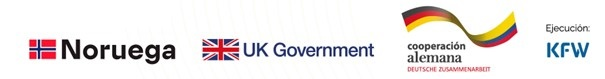 Noruega
UK Government
cooperación
alemana
DEUTSCHE ZUSAMMENARBEIT
Ejecución:
KFW